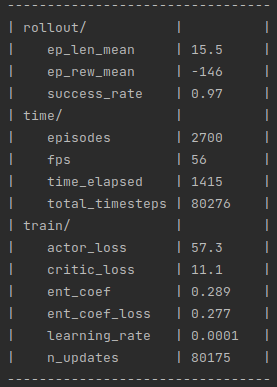 ----------------------------------
| rollout/           |          |
|    ep_len_mean     | 15.5     |
|    ep_rew_mean     | -146     |
|    success_rate    | 0.97     |
| time/              |          |
|    episodes        | 2700     |
|    fps             | 56       |
|    time_elapsed    | 1415     |
|    total_timesteps | 80276    |
| train/             |          |
|    actor_loss      | 57.3     |
|    critic_loss     | 11.1     |
|    ent_coef        | 0.289    |
|    ent_coef_loss   | 0.277    |
|    learning_rate   | 0.0001   |
|    n_updates       | 80175    |
----------------------------------